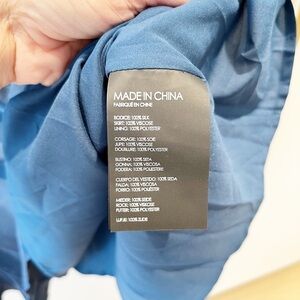 MADE IN CHINA
FABRIQUÉ EN CHINE
BODICE: 100% SILK
SKIRT: 100% VISCOSE
LINING: 100% POLYESTER
CORSAGE: 100% SOIE
JUPE: 100% VISCOSE
DOUBLURE: 100% POLYESTER
BUSTINO: 100% SETA
GONNA: 100% VISCOSA
FODERA: 100% POLIESTERE
CUERPO DEL VESTIDO: 100% SEDA
FALDA: 100% VISCOSA
FORRO: 100% POLIÉSTER
MIEDER: 100% SEIDE
ROCK: 100% VISKOSE
FUTTER: 100% POLYESTER